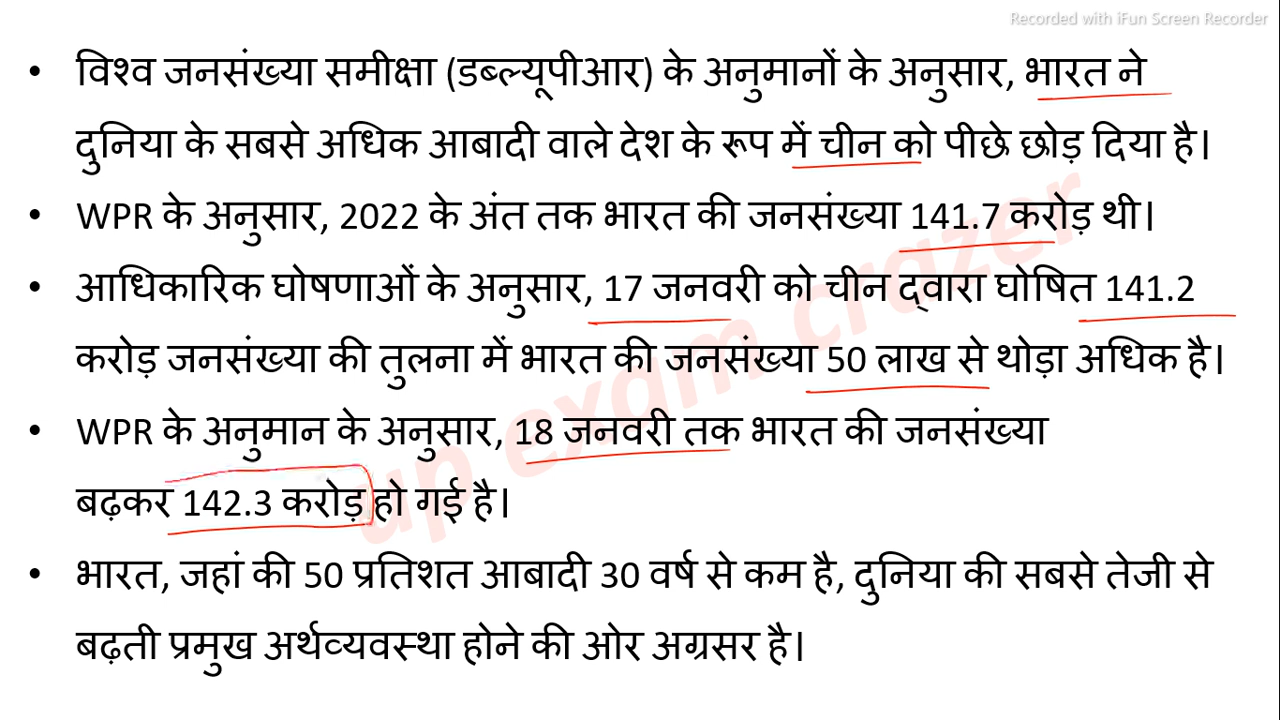 Recorded with iFun Screen Recorder
• विश्व जनसंख्या समीक्षा (डब्ल्यूपीआर) के अनुमानों के अनुसार, भारत ने
दुनिया के सबसे अधिक आबादी वाले देश के रूप में चीन को पीछे छोड़ दिया है।
• WPR के अनुसार, 2022 के अंत तक भारत की जनसंख्या 141.7 करोड़ थी।
• आधिकारिक घोषणाओं के अनुसार, 17 जनवरी को चीन द्वारा घोषित 141.2
करोड़ जनसंख्या की तुलना में भारत की जनसंख्या 50 लाख से थोड़ा अधिक है।
• WPR के अनुमान के अनुसार, 18 जनवरी तक भारत की जनसंख्या
बढ़कर 142.3 करोड़ हो गई है।
• भारत, जहां की 50 प्रतिशत आबादी 30 वर्ष से कम है, दुनिया की सबसे तेजी से
बढ़ती प्रमुख अर्थव्यवस्था होने की ओर अग्रसर है।
up exam crazer